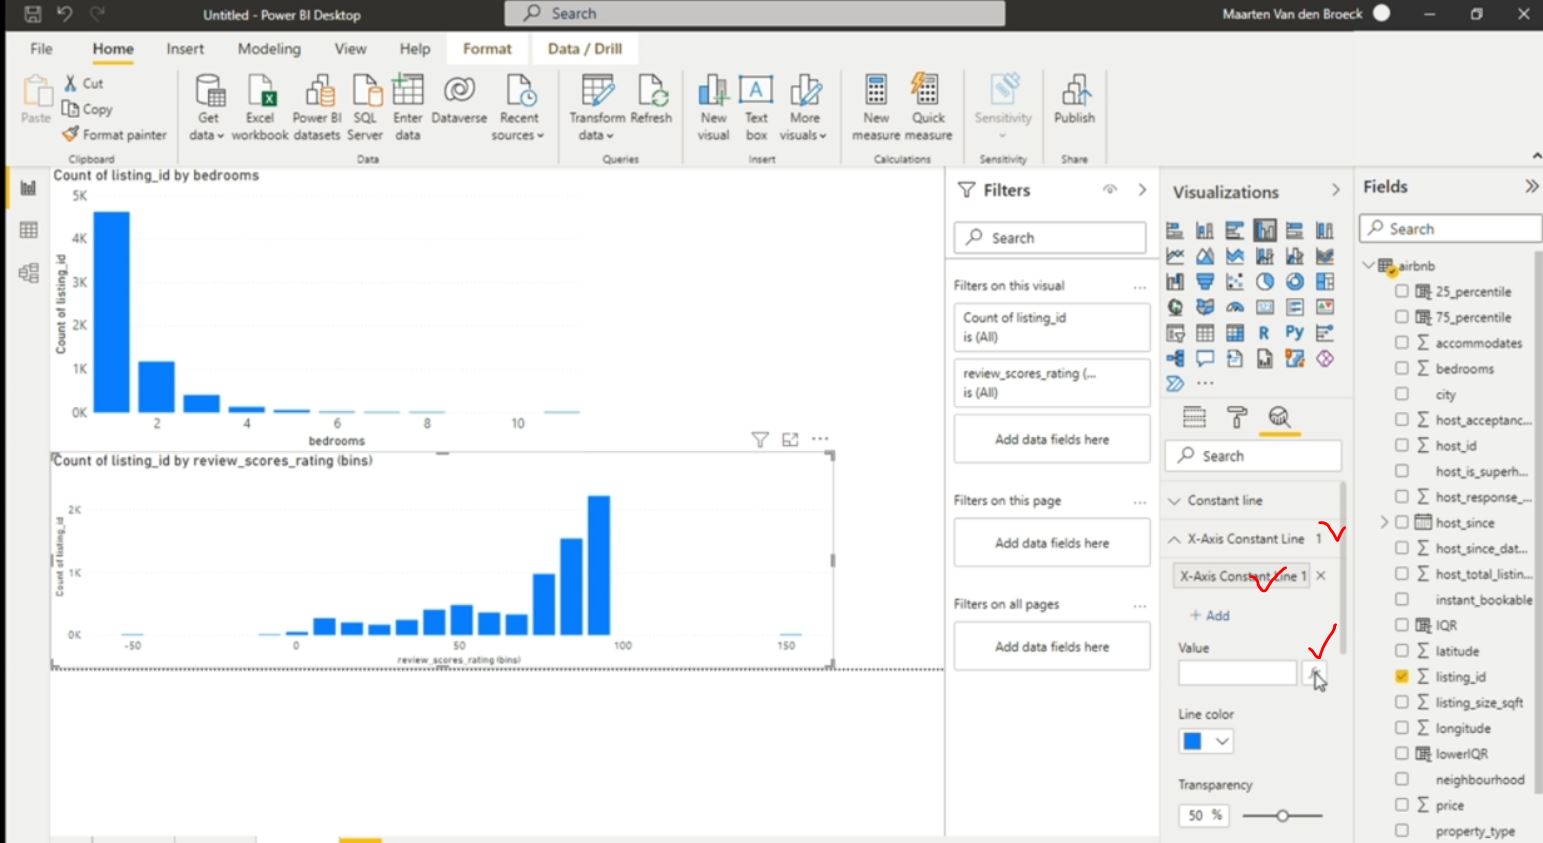 Untitled - Power BI Desktop
Search
Maarten Van den Broeck
File Home Insert Modeling View Help Format Data / Drill
Paste
Cut
Copy
Format painter
Clipboard
Get data
Excel workbook
Power BI datasets
SQL Server
Enter data
Dataverse
Recent sources
Data
Transform data
Refresh
Queries
New visual
Text box
More visuals
Insert
New measure
Quick measure
Calculations
Sensitivity
Sensitivity
Publish
Share
Count of listing_id by bedrooms
5K
4K
3K
2K
1K
0K
Count of listing_id
2 4 6 8 10
bedrooms
Count of listing_id by review_scores_rating (bins)
2K
1K
0K
Count of listing_id
-50 0 50 100 150
review_scores_rating (bins)
Filters
Search
Filters on this visual ...
Count of listing_id
is (All)
review_scores_rating (...
is (All)
Add data fields here
Filters on this page ...
Add data fields here
Filters on all pages ...
Add data fields here
Visualizations
R Py
...
Search
Constant line
X-Axis Constant Line 1
X-Axis Constant Line 1
+ Add
Value
Line color
Transparency
50 %
Fields
Search
airbnb
25_percentile
75_percentile
accommodates
bedrooms
city
host_acceptanc...
host_id
host_is_superh...
host_response_...
host_since
host_since_dat...
host_total_listin...
instant_bookable
IQR
latitude
listing_id
listing_size_sqft
longitude
lowerIQR
neighbourhood
price
property_type